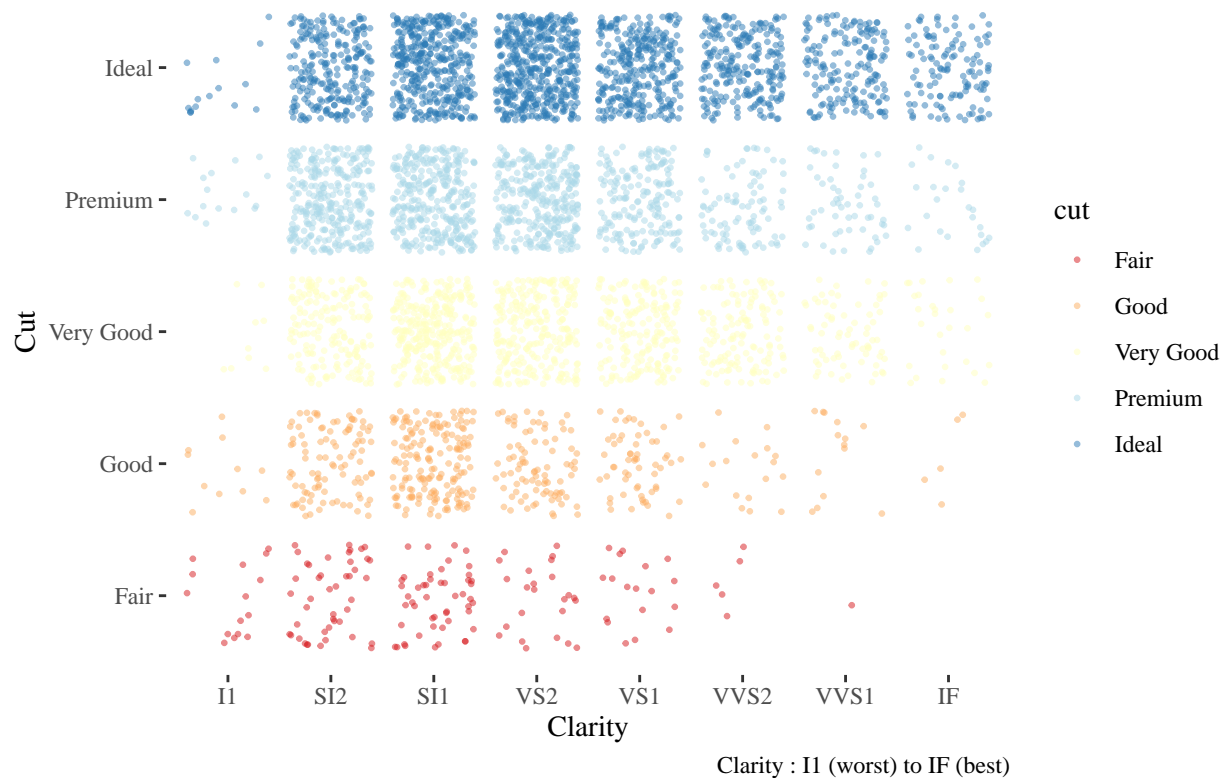 Ideal
Premium
Very Good
Good
Fair
Cut
I1 SI2 SI1 VS2 VS1 VVS2 VVS1 IF
Clarity
Clarity : I1 (worst) to IF (best)
cut
Fair
Good
Very Good
Premium
Ideal